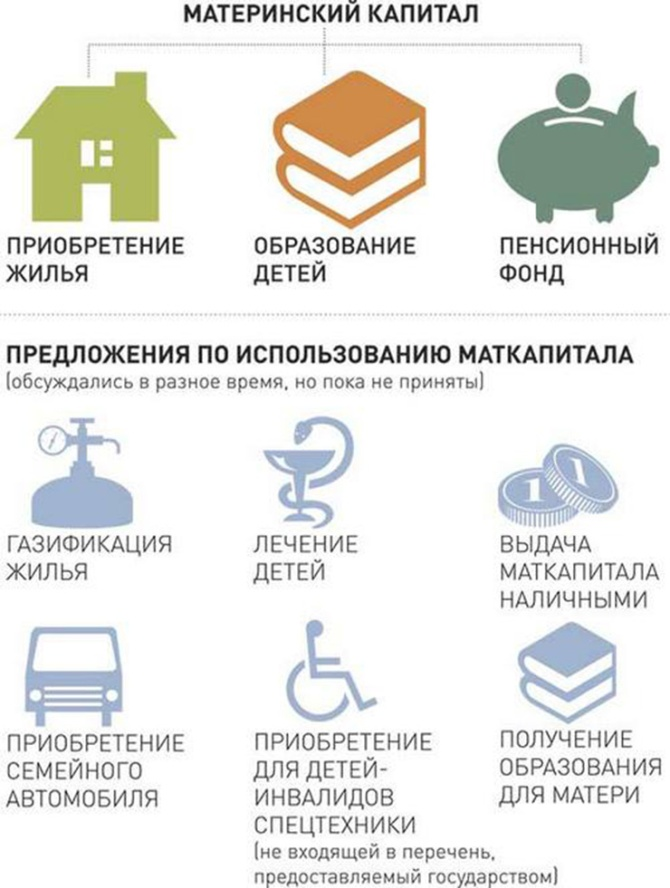 МАТЕРИНСКИЙ КАПИТАЛ
ПРИОБРЕТЕНИЕ
ЖИЛЬЯ
ОБРАЗОВАНИЕ
ДЕТЕЙ
ПЕНСИОННЫЙ
ФОНД
ПРЕДЛОЖЕНИЯ ПО ИСПОЛЬЗОВАНИЮ МАТКАПИТАЛА
(обсуждались в разное время, но пока не приняты)
ГАЗИФИКАЦИЯ
ЖИЛЬЯ
ЛЕЧЕНИЕ
ДЕТЕЙ
1 1
ВЫДАЧА
МАТКАПИТАЛА
НАЛИЧНЫМИ
ПРИОБРЕТЕНИЕ
СЕМЕЙНОГО
АВТОМОБИЛЯ
ПРИОБРЕТЕНИЕ
ДЛЯ ДЕТЕЙ-
ИНВАЛИДОВ
СПЕЦТЕХНИКИ
(не входящей в перечень,
предоставляемый государством)
ПОЛУЧЕНИЕ
ОБРАЗОВАНИЯ
ДЛЯ МАТЕРИ